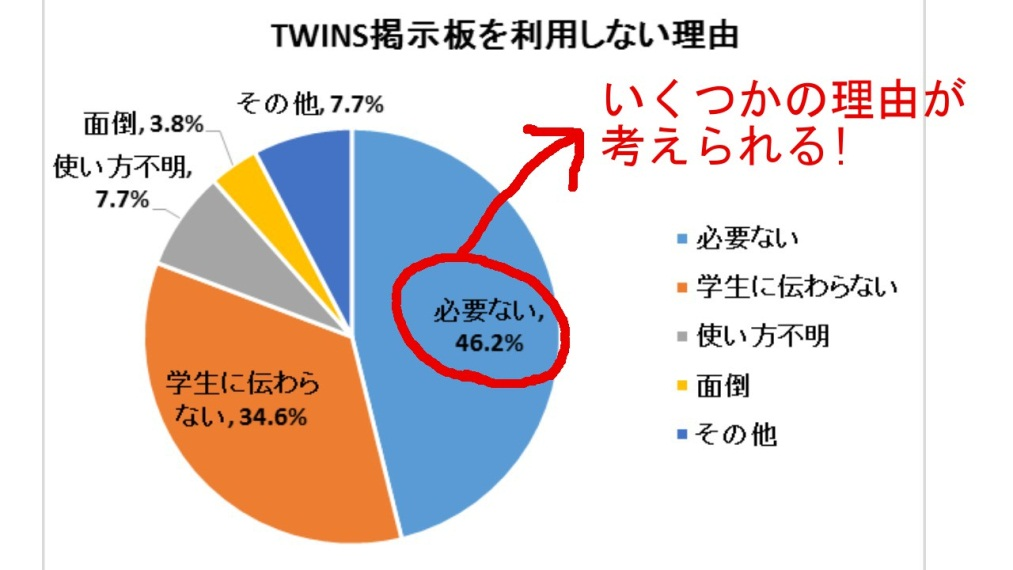 TWINS掲示板を利用しない理由
いくつかの理由が
考えられる!
その他, 7.7%
面倒, 3.8%
使い方不明,
7.7%
必要ない,
46.2%
学生に伝わら
ない, 34.6%
必要ない
学生に伝わらない
使い方不明
面倒
その他